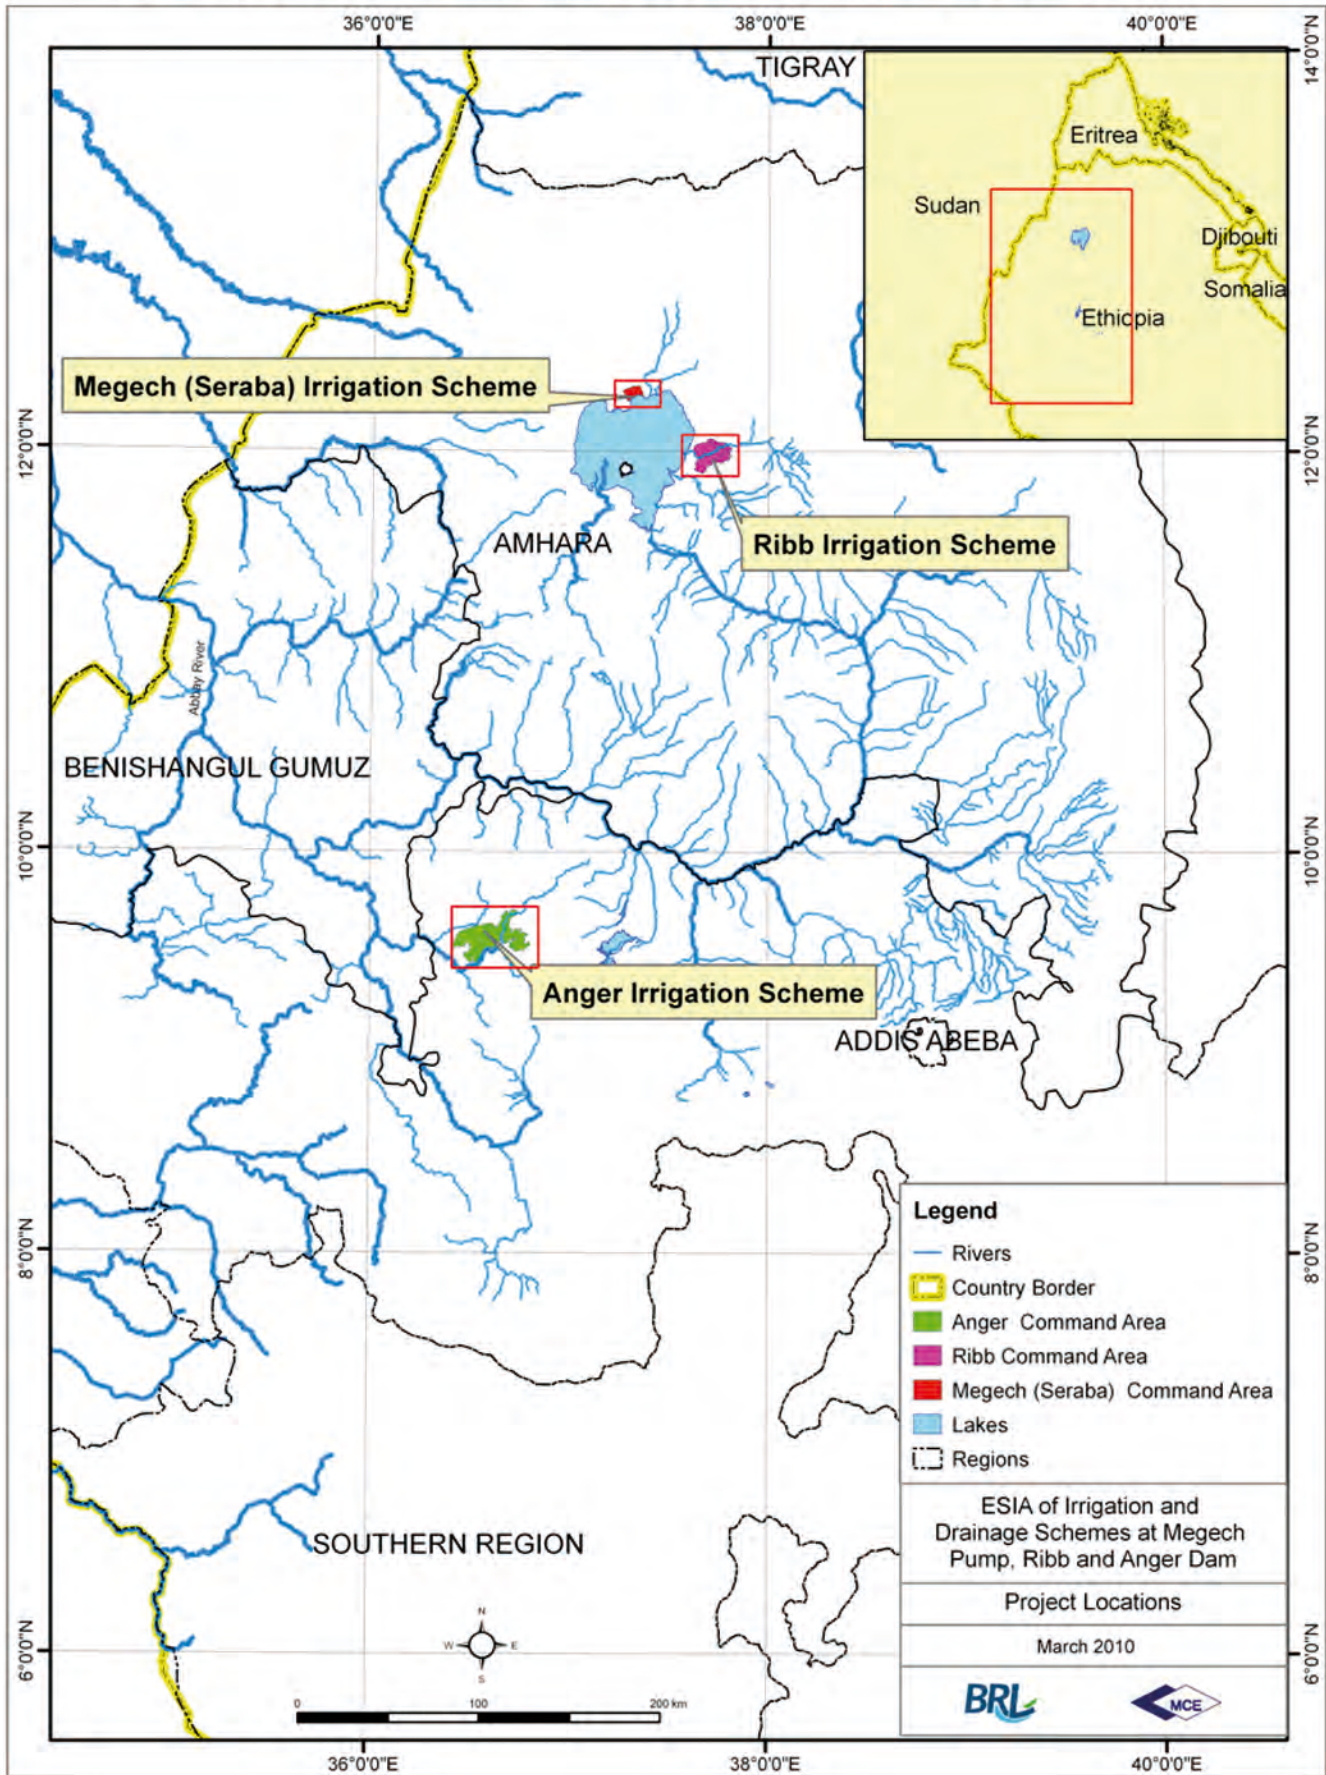 36°0'0"E
38°0'0"E
40°0'0"E
14°0'0"N
TIGRAY
Eritrea
Sudan
Djibouti
Somalia
Ethiopia
Megech (Seraba) Irrigation Scheme
12°0'0"N
12°0'0"N
AMHARA
Ribb Irrigation Scheme
Abbay River
BENISHANGUL GUMUZ
10°0'0"N
10°0'0"N
Anger Irrigation Scheme
ADDIS ABEBA
8°0'0"N
8°0'0"N
Legend
Rivers
Country Border
Anger Command Area
Ribb Command Area
Megech (Seraba) Command Area
Lakes
Regions
ESIA of Irrigation and
Drainage Schemes at Megech
Pump, Ribb and Anger Dam
Project Locations
March 2010
BRL
MCE
SOUTHERN REGION
N
W E
S
0 100 200 km
6°0'0"N
6°0'0"N
36°0'0"E
38°0'0"E
40°0'0"E